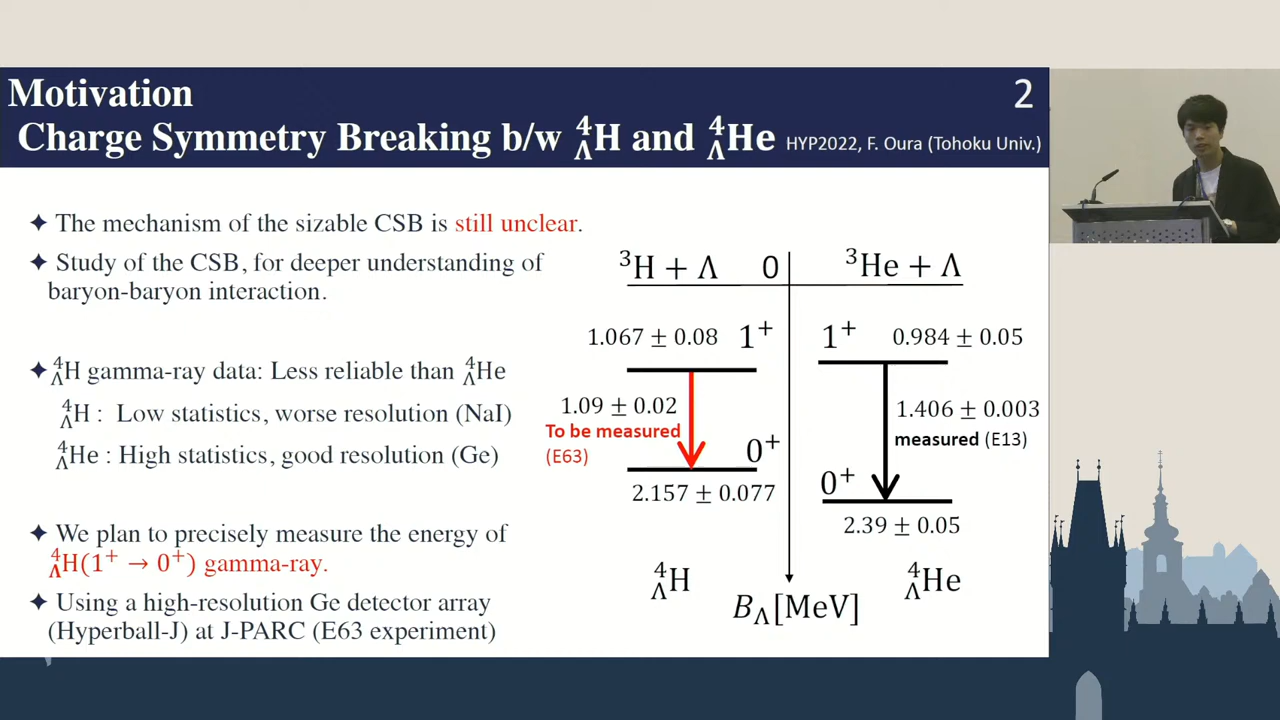 Motivation
2
Charge Symmetry Breaking b/w ⁴ΛH and ⁴ΛHe HYP2022, F. Oura (Tohoku Univ.)
✦ The mechanism of the sizable CSB is still unclear.
✦ Study of the CSB, for deeper understanding of
baryon-baryon interaction.
✦ ⁴ΛH gamma-ray data: Less reliable than ⁴ΛHe
⁴ΛH : Low statistics, worse resolution (NaI)
⁴ΛHe : High statistics, good resolution (Ge)
✦ We plan to precisely measure the energy of
⁴ΛH(1⁺ → 0⁺) gamma-ray.
✦ Using a high-resolution Ge detector array
(Hyperball-J) at J-PARC (E63 experiment)
³H + Λ 0 ³He + Λ
1.067 ± 0.08 1⁺ 1⁺ 0.984 ± 0.05
1.09 ± 0.02
To be measured
(E63)
1.406 ± 0.003
measured (E13)
0⁺ 0⁺
2.157 ± 0.077
2.39 ± 0.05
⁴ΛH ⁴ΛHe
BΛ[MeV]